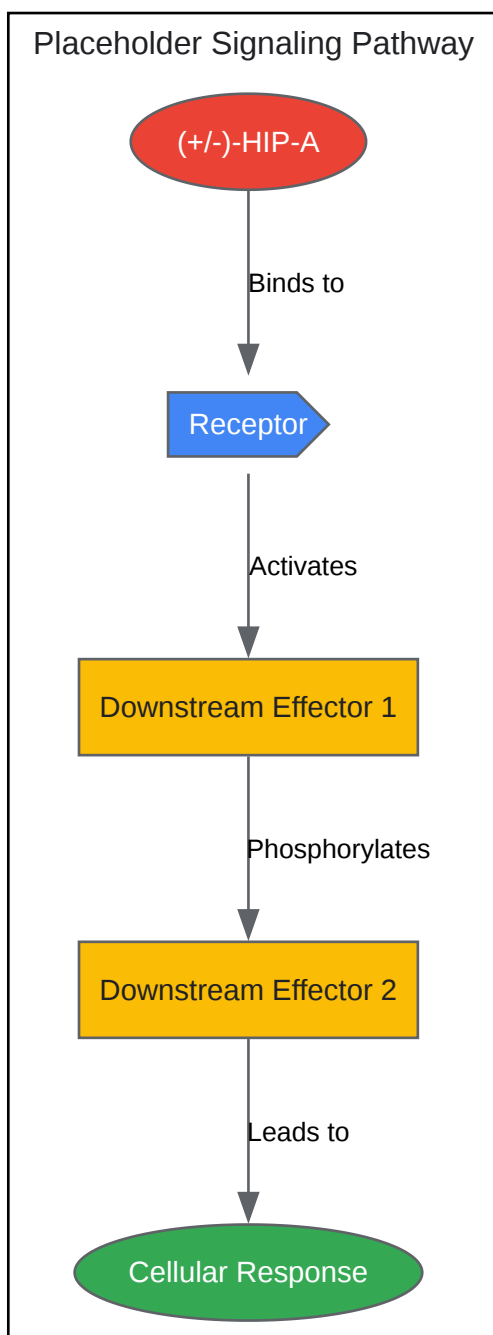 Placeholder Signaling Pathway
(+/-)-HIP-A
Binds to
Receptor
Activates
Downstream Effector 1
Phosphorylates
Downstream Effector 2
Leads to
Cellular Response